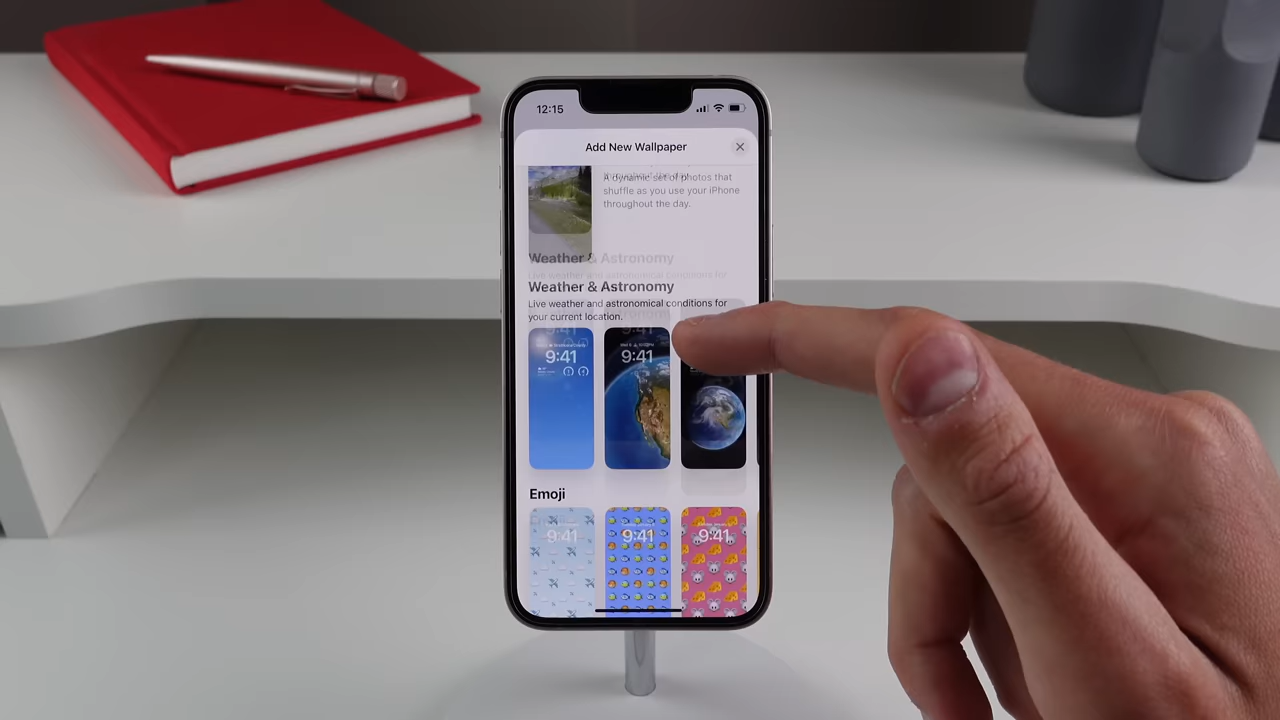 12:15
Add New Wallpaper
A dynamic set of photos that
shuffle as you use your iPhone
throughout the day.
Weather & Astronomy
Weather & Astronomy
Live weather and astronomical conditions for
your current location.
9:41
9:41
Emoji
9:41
9:41
9:41